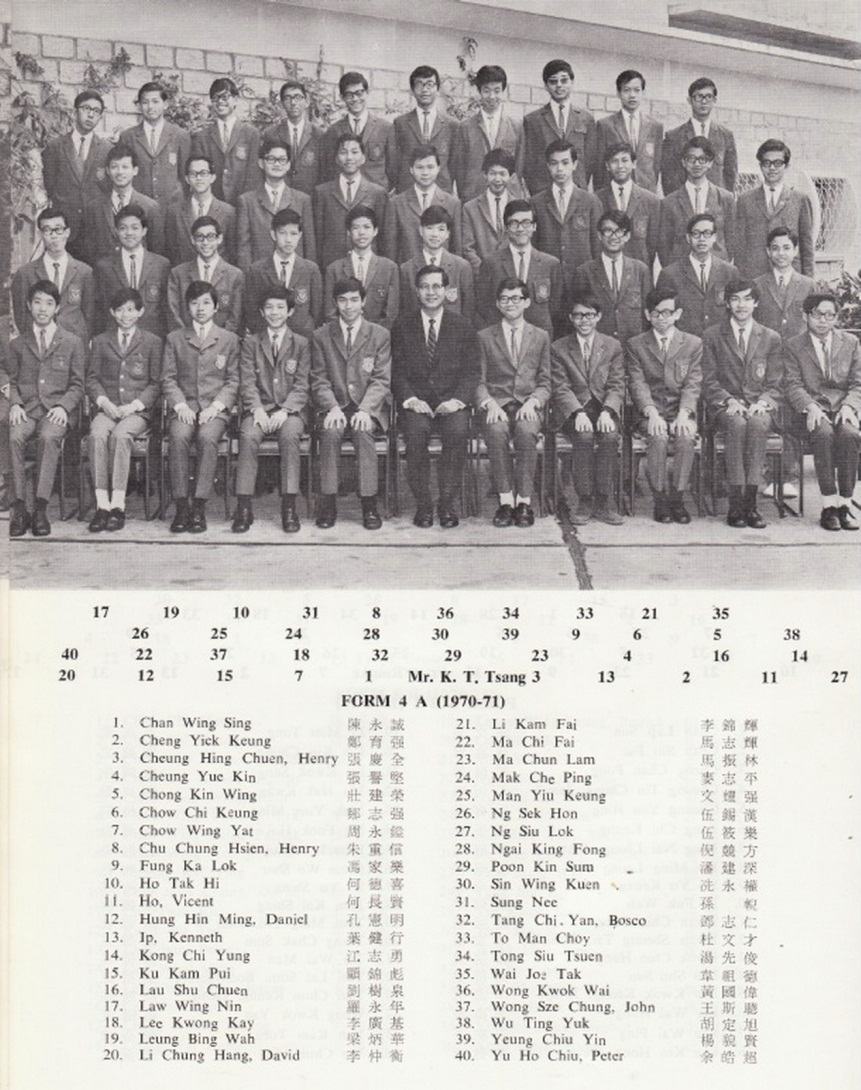 17 19 10 31 8 36 34 33 21 35
26 25 24 28 30 39 9 6 5 38
40 22 37 18 32 29 23 4 16 14
20 12 15 7 1 Mr. K. T. Tsang 3 13 2 11 27
FORM 4 A (1970-71)
1. Chan Wing Sing 陳永誠
2. Cheng Yick Keung 鄭育强
3. Cheung Hing Chuen, Henry 張慶全
4. Cheung Yue Kin 張譽堅
5. Chong Kin Wing 莊建榮
6. Chow Chi Keung 鄒志强
7. Chow Wing Yat 周永鎰
8. Chu Chung Hsien, Henry 朱重信
9. Fung Ka Lok 馮家樂
10. Ho Tak Hi 何德喜
11. Ho, Vicent 何長賢
12. Hung Hin Ming, Daniel 孔憲明
13. Ip, Kenneth 葉健行
14. Kong Chi Yung 江志勇
15. Ku Kam Pui 顧錦彪
16. Lau Shu Chuen 劉樹泉
17. Law Wing Nin 羅永年
18. Lee Kwong Kay 李廣基
19. Leung Bing Wah 梁炳華
20. Li Chung Hang, David 李仲衡
21. Li Kam Fai 李錦輝
22. Ma Chi Fai 馬志輝
23. Ma Chun Lam 馬振林
24. Mak Che Ping 麥志平
25. Man Yiu Keung 文燿强
26. Ng Sek Hon 伍錫漢
27. Ng Siu Lok 伍筱樂
28. Ngai King Fong 倪競方
29. Poon Kin Sum 潘建深
30. Sin Wing Kuen 冼永權
31. Sung Nee 孫
32. Tang Chi Yan, Bosco 鄧志仁
33. To Man Choy 杜文才
34. Tong Siu Tsuen 湯先俊
35. Wai Joe Tak 韋祖德
36. Wong Kwok Wai 黃國偉
37. Wong Sze Chung, John 王斯聰
38. Wu Ting Yuk 胡定旭
39. Yeung Chiu Yin 楊貌賢
40. Yu Ho Chiu, Peter 余皓超